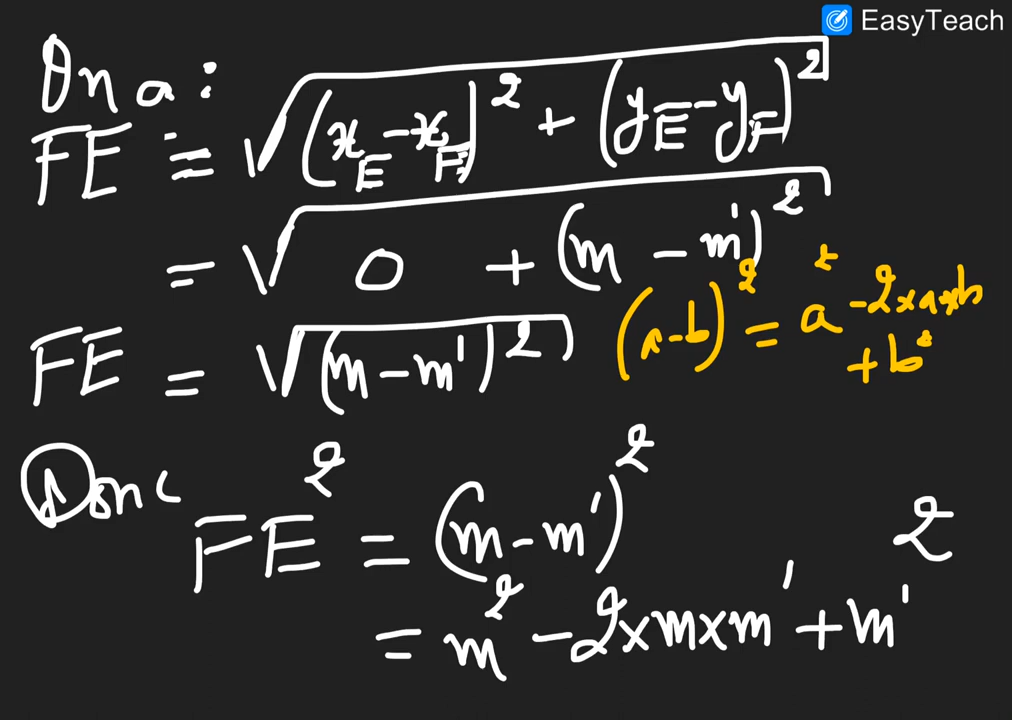 EasyTeach
On a :
FE = √(x_E - x_F)² + (y_E - y_F)²
= √0 + (m - m')²
(a-b)² = a² - 2×a×b
+ b²
FE = √(m - m')²
Donc
FE² = (m - m')²
= m² - 2×m×m' + m'²